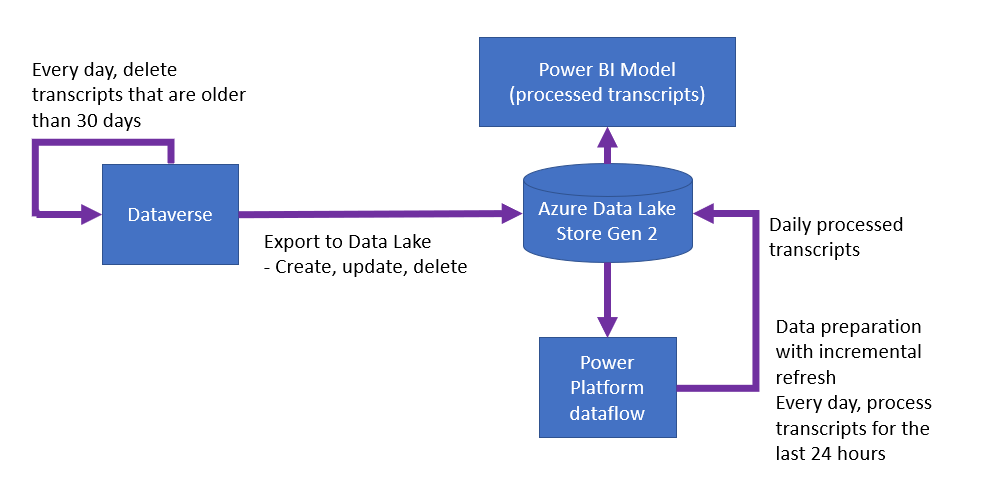 Every day, delete
transcripts that are older
than 30 days
Dataverse
Export to Data Lake
- Create, update, delete
Power BI Model
(processed transcripts)
Azure Data Lake
Store Gen 2
Power
Platform
dataflow
Daily processed
transcripts
Data preparation
with incremental
refresh
Every day, process
transcripts for the
last 24 hours